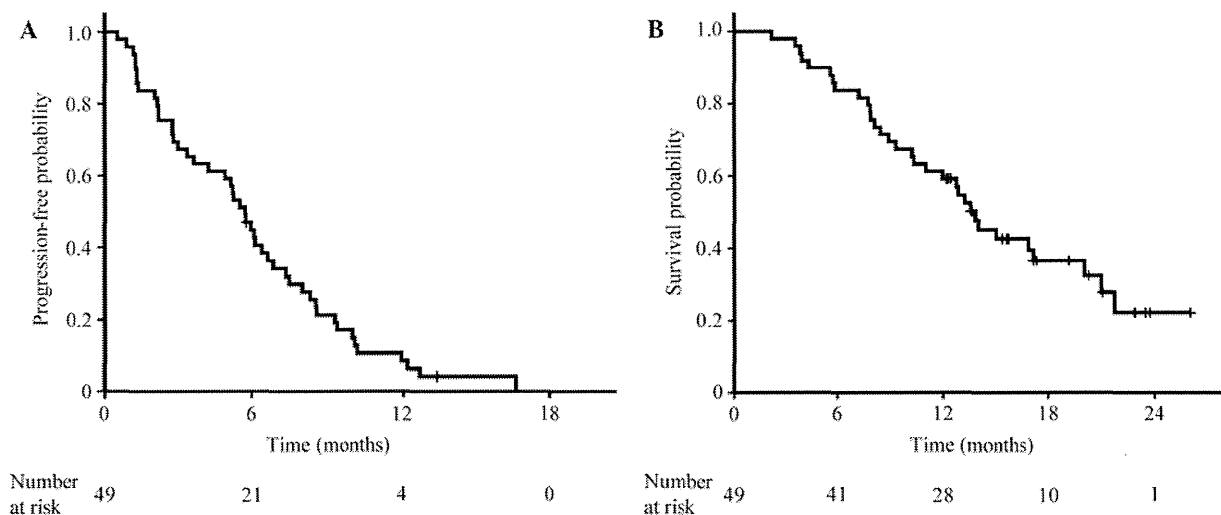 A
1.0
0.8
0.6
0.4
0.2
0
Progression-free probability
0 6 12 18
Time (months)
Number
at risk
49 21 4 0
B
1.0
0.8
0.6
0.4
0.2
0
Survival probability
0 6 12 18 24
Time (months)
Number
at risk
49 41 28 10 1